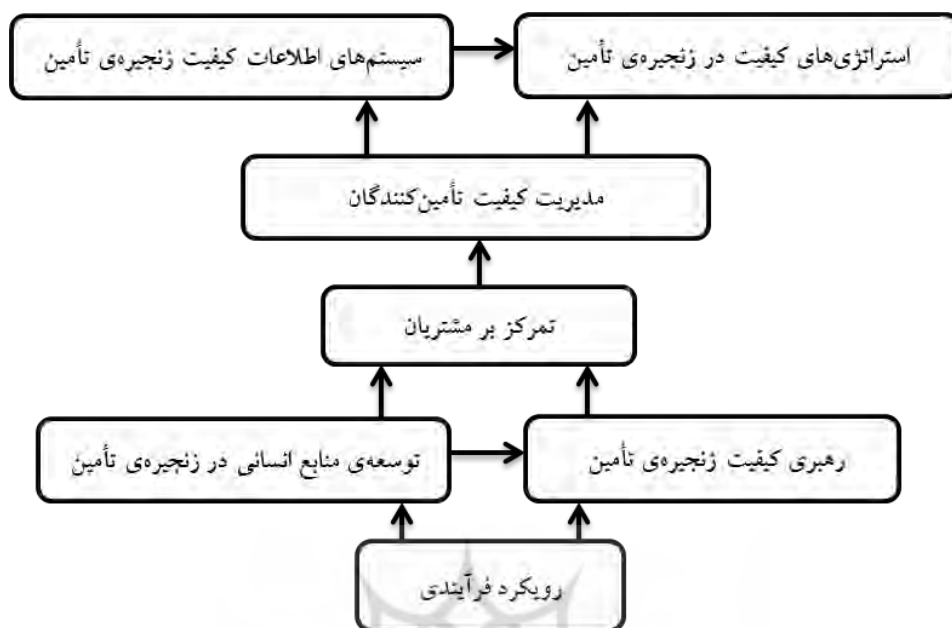 استراتژی‌های کیفیت در زنجیره‌ی تأمین
سیستم‌های اطلاعات کیفیت زنجیره‌ی تأمین
مدیریت کیفیت تأمین‌کنندگان
تمرکز بر مشتریان
رهبری کیفیت زنجیره‌ی تأمین
توسعه‌ی منابع انسانی در زنجیره‌ی تأمین
رویکرد فرآیندی